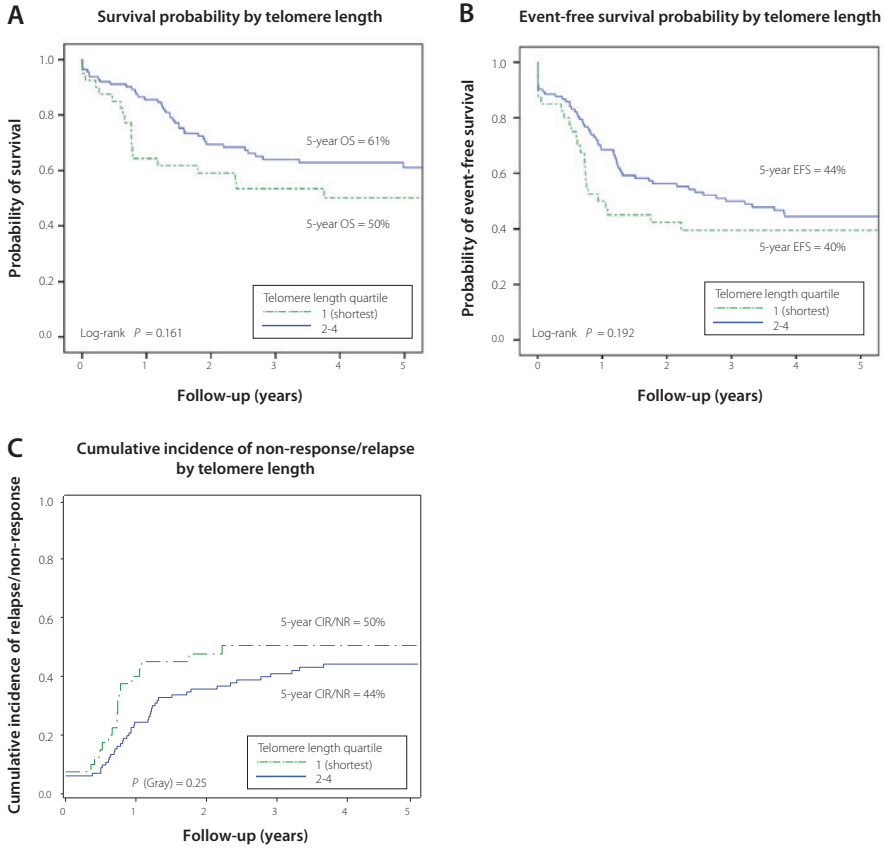 A
Survival probability by telomere length
Probability of survival
1.0
0.8
0.6
0.4
0.2
0.0
5-year OS = 61%
5-year OS = 50%
Telomere length quartile
1 (shortest)
2-4
Log-rank P = 0.161
0 1 2 3 4 5
Follow-up (years)
B
Event-free survival probability by telomere length
Probability of event-free survival
1.0
0.8
0.6
0.4
0.2
0.0
5-year EFS = 44%
5-year EFS = 40%
Telomere length quartile
1 (shortest)
2-4
Log-rank P = 0.192
0 1 2 3 4 5
Follow-up (years)
C
Cumulative incidence of non-response/relapse
by telomere length
Cumulative incidence of relapse/non-response
1.0
0.8
0.6
0.4
0.2
0.0
5-year CIR/NR = 50%
5-year CIR/NR = 44%
Telomere length quartile
1 (shortest)
2-4
P (Gray) = 0.25
0 1 2 3 4 5
Follow-up (years)